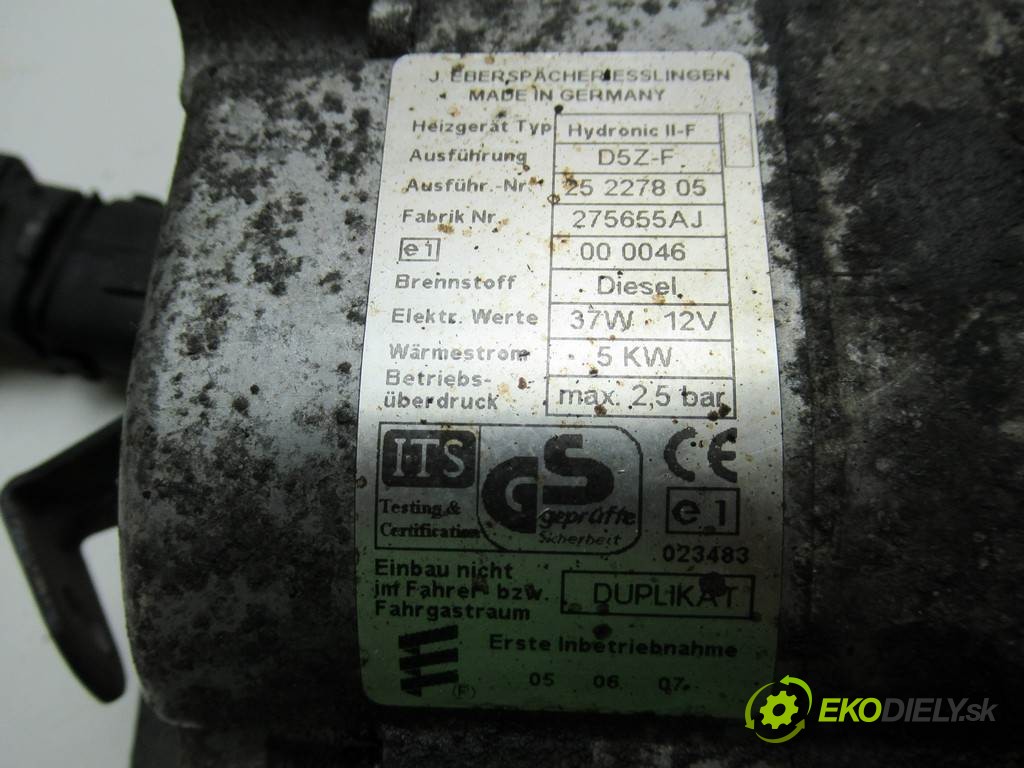 J. EBERSPÄCHER/ESSLINGEN
MADE IN GERMANY
Heizgerät Typ Hydronic II-F
Ausführung D5Z-F
Ausführ.-Nr. 25 2278 05
Fabrik Nr. 275655AJ
e1 00 0046
Brennstoff Diesel
Elektr. Werte 37W 12V
Wärmestrom 5 KW
Betriebs-
überdruck max. 2,5 bar
ITS
Testing &
Certification
GS
geprüfte
Sicherheit
CE
e1
023483
Einbau nicht
im Fahrer- bzw.
Fahrgastraum
DUPLIKAT
Erste Inbetriebnahme
(R) 05 06 07
EKODIELY.sk